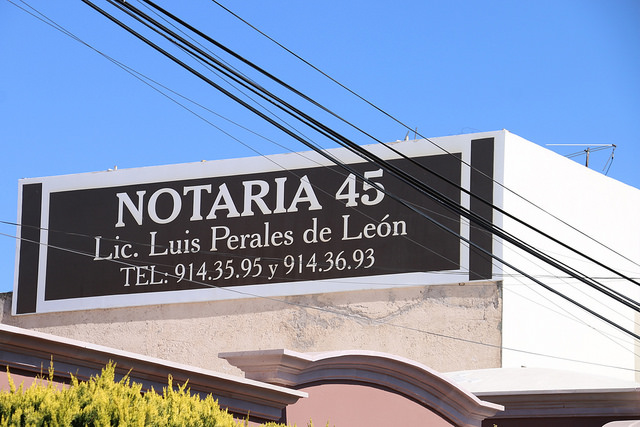 NOTARIA 45
Lic. Luis Perales de León
TEL: 914.35.95 y 914.36.93